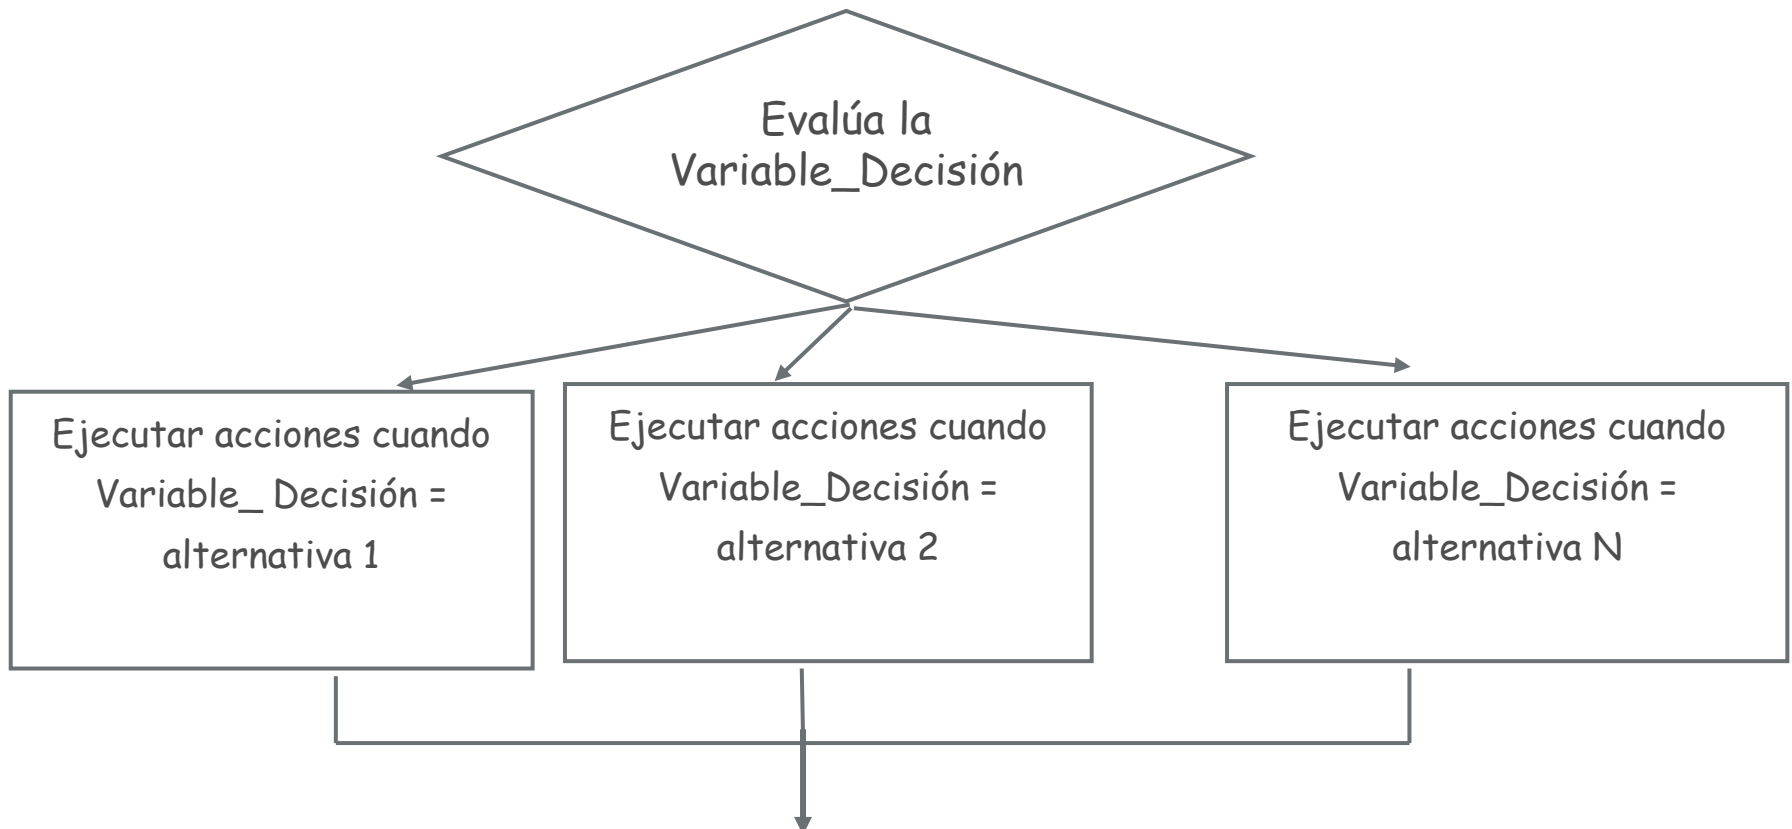 Evalúa la
Variable_Decisión
Ejecutar acciones cuando
Variable_ Decisión =
alternativa 1
Ejecutar acciones cuando
Variable_Decisión =
alternativa 2
Ejecutar acciones cuando
Variable_Decisión =
alternativa N